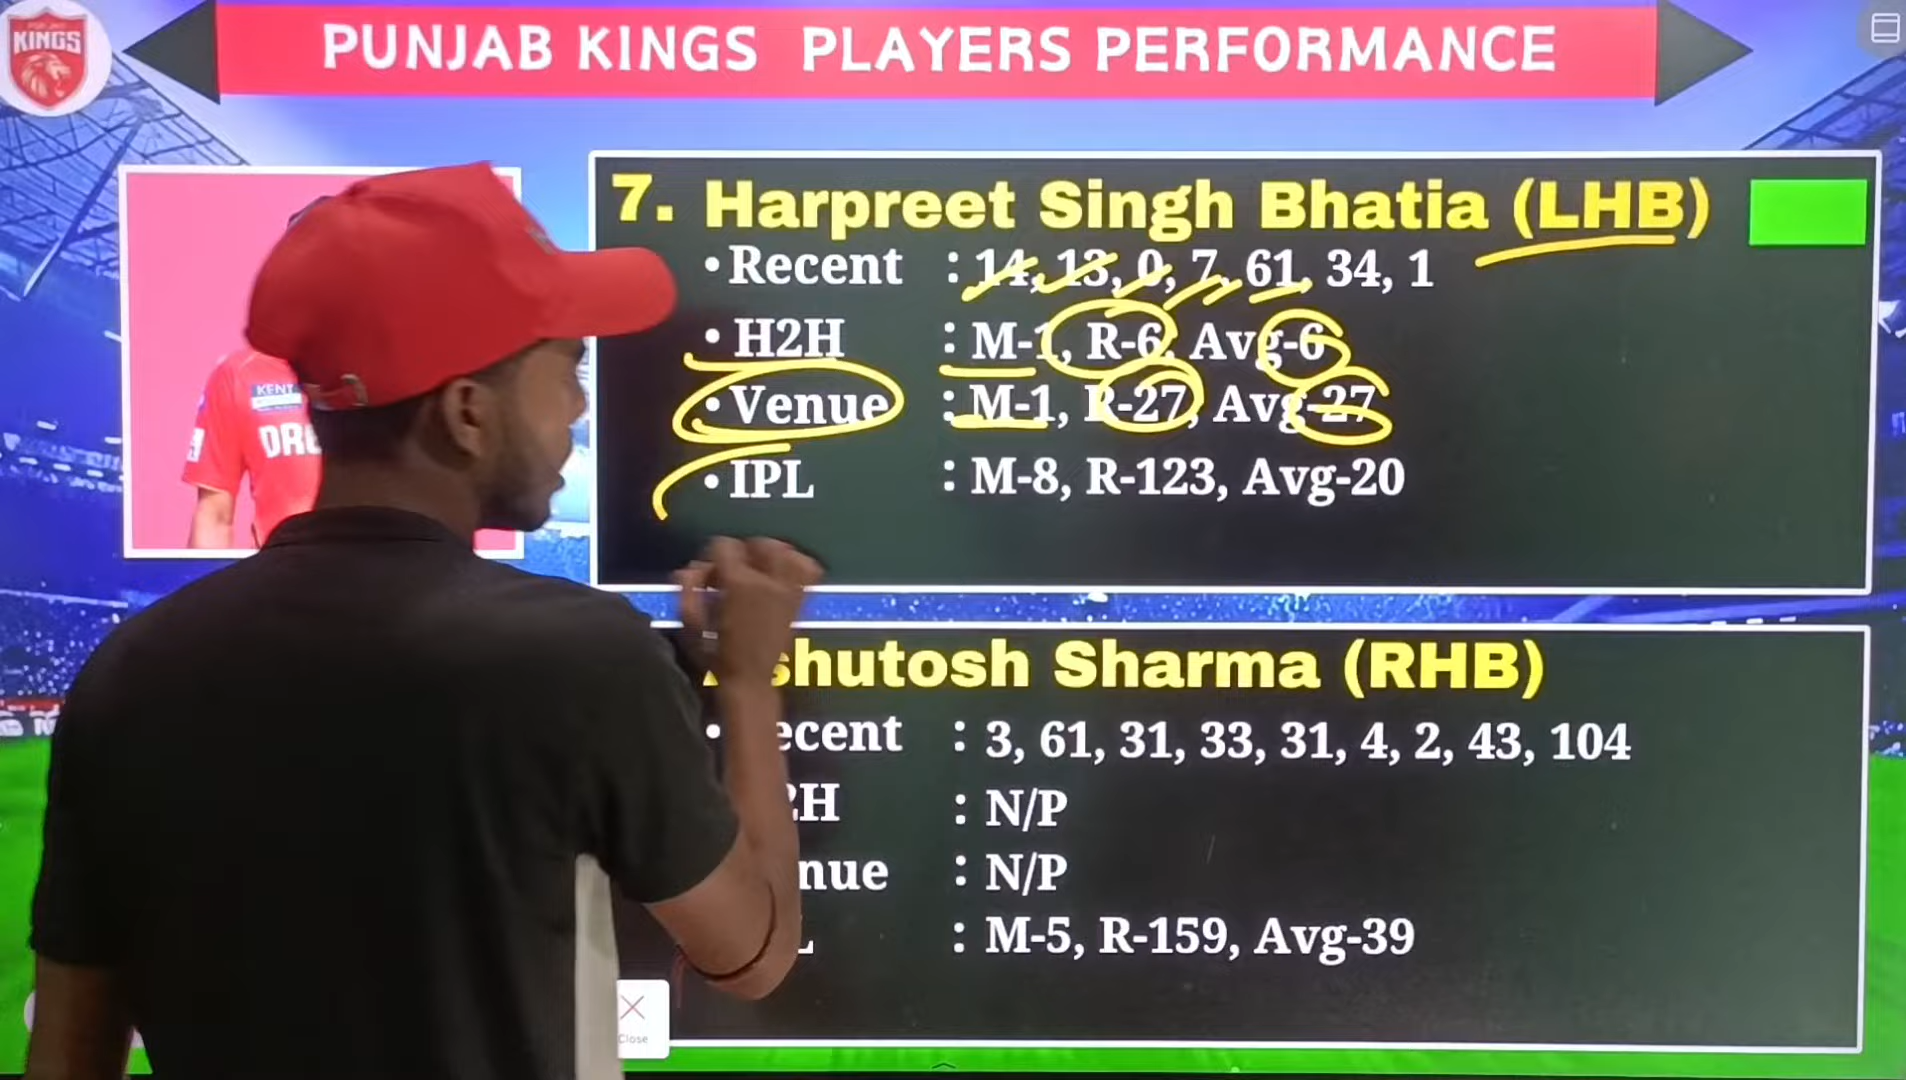 KINGS
PUNJAB KINGS PLAYERS PERFORMANCE
7. Harpreet Singh Bhatia (LHB)
• Recent : 14, 13, 0, 7, 61, 34, 1
• H2H : M-1, R-6, Avg-6
• Venue : M-1, R-27, Avg-27
• IPL : M-8, R-123, Avg-20
KENT
shutosh Sharma (RHB)
• ecent : 3, 61, 31, 33, 31, 4, 2, 43, 104
2H : N/P
nue : N/P
L : M-5, R-159, Avg-39
Close